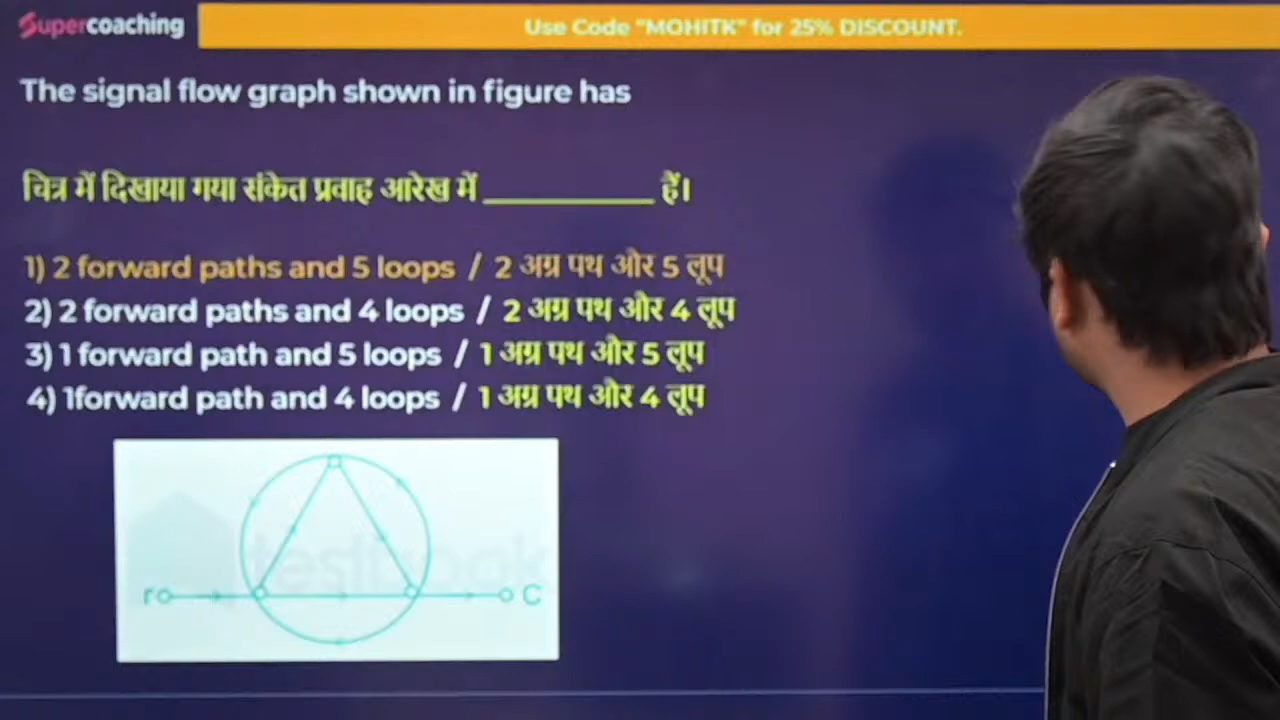 Supercoaching
Use Code "MOHITK" for 25% DISCOUNT.
The signal flow graph shown in figure has
चित्र में दिखाया गया संकेत प्रवाह आरेख में ___________ हैं।
1) 2 forward paths and 5 loops / 2 अग्र पथ और 5 लूप
2) 2 forward paths and 4 loops / 2 अग्र पथ और 4 लूप
3) 1 forward path and 5 loops / 1 अग्र पथ और 5 लूप
4) 1forward path and 4 loops / 1 अग्र पथ और 4 लूप
testbook
r C